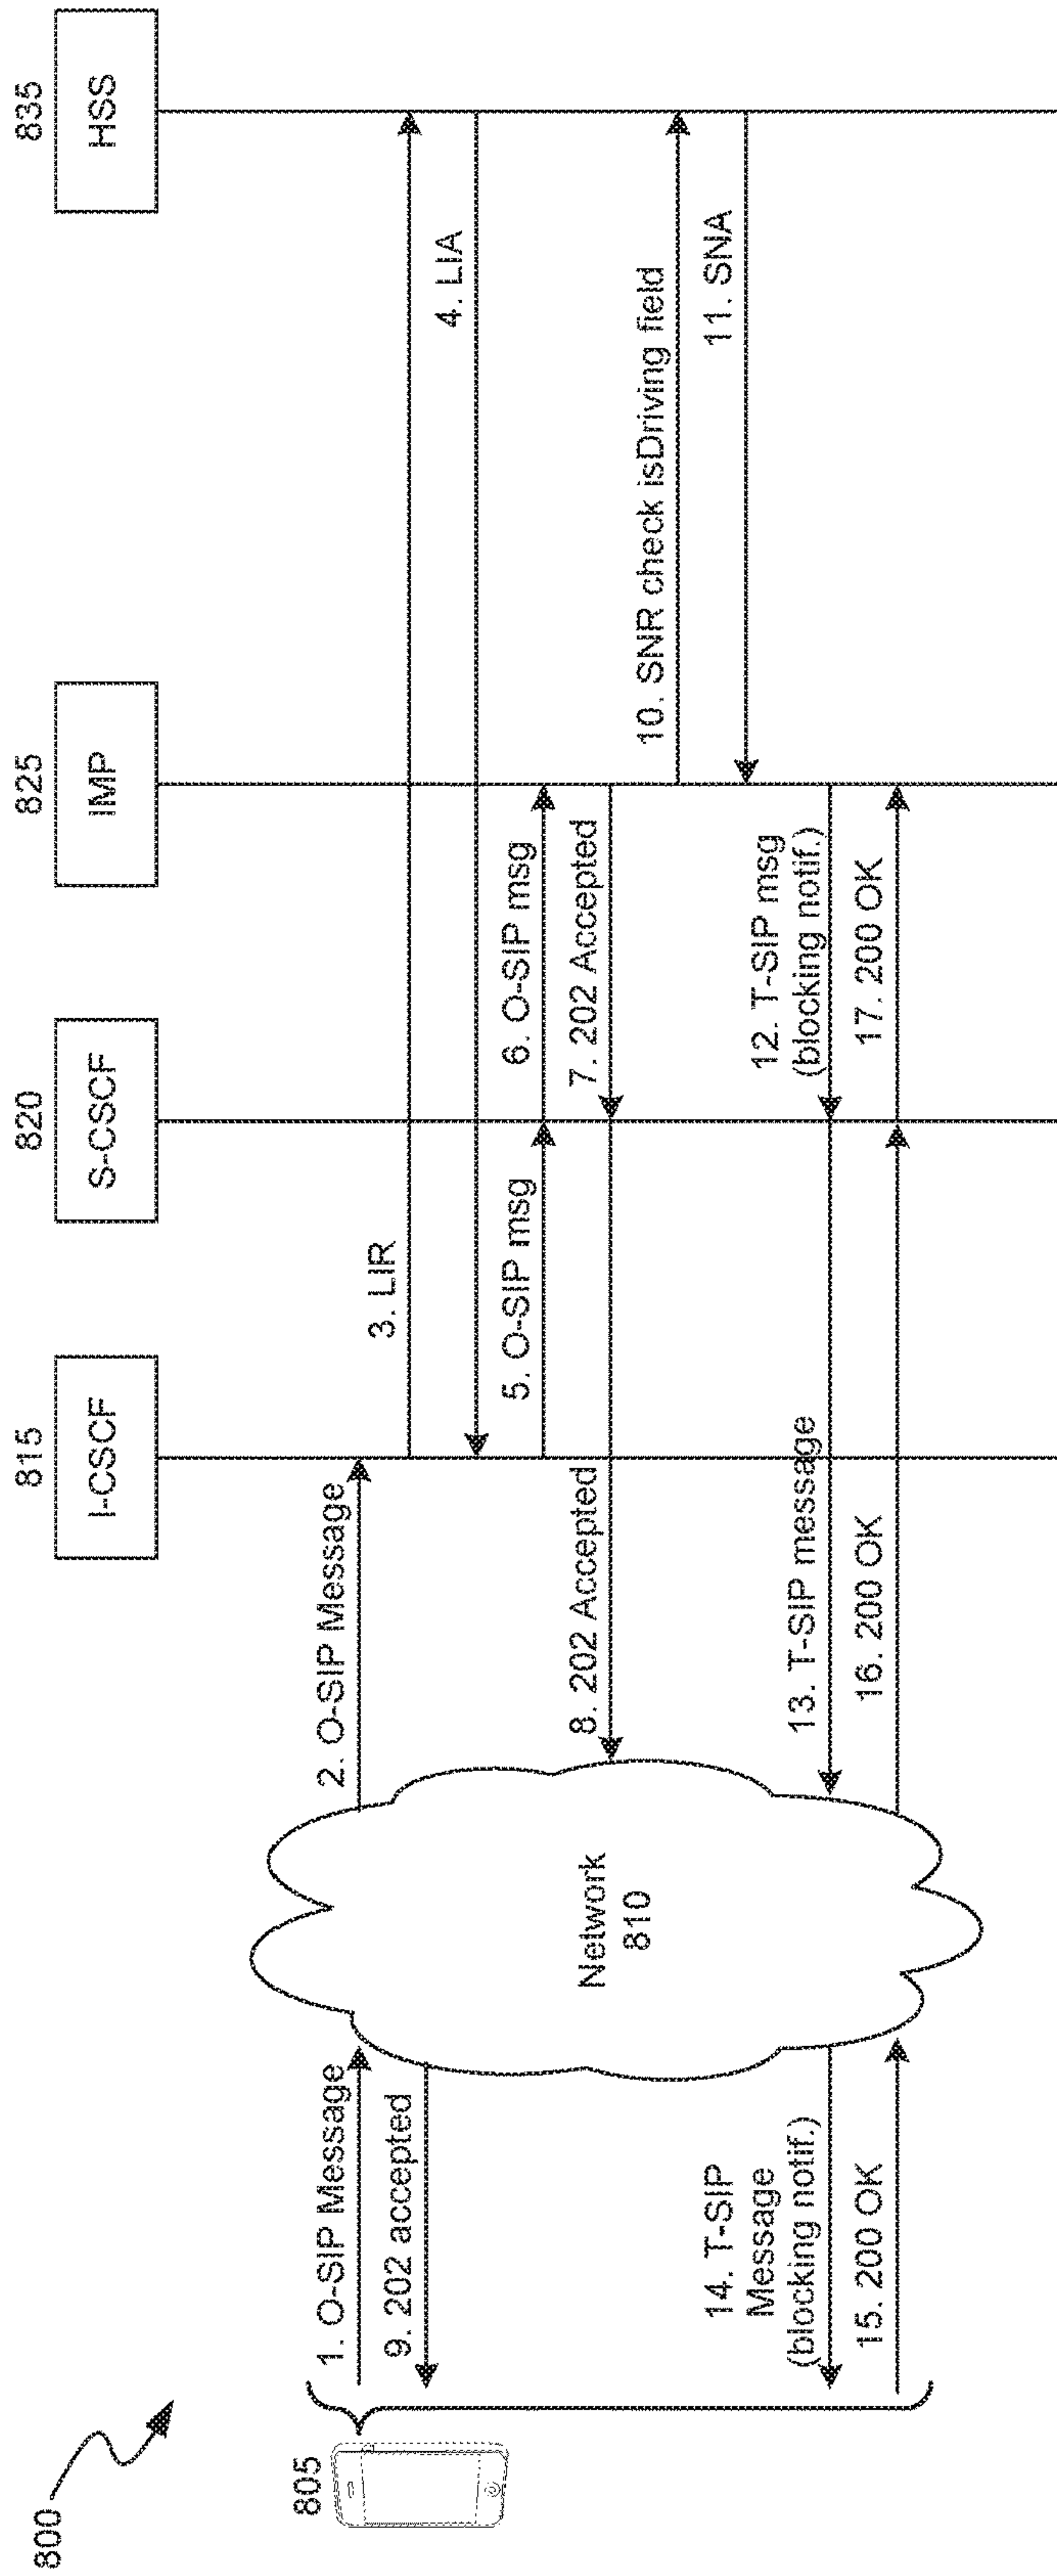 800
805
815
I-CSCF
820
S-CSCF
825
IMP
835
HSS
1. O-SIP Message
2. O-SIP Message
3. LIR
4. LIA
5. O-SIP msg
6. O-SIP msg
7. 202 Accepted
8. 202 Accepted
9. 202 accepted
Network
810
10. SNR check isDriving field
11. SNA
12. T-SIP msg
(blocking notif.)
13. T-SIP message
14. T-SIP
Message
(blocking notif.)
15. 200 OK
16. 200 OK
17. 200 OK